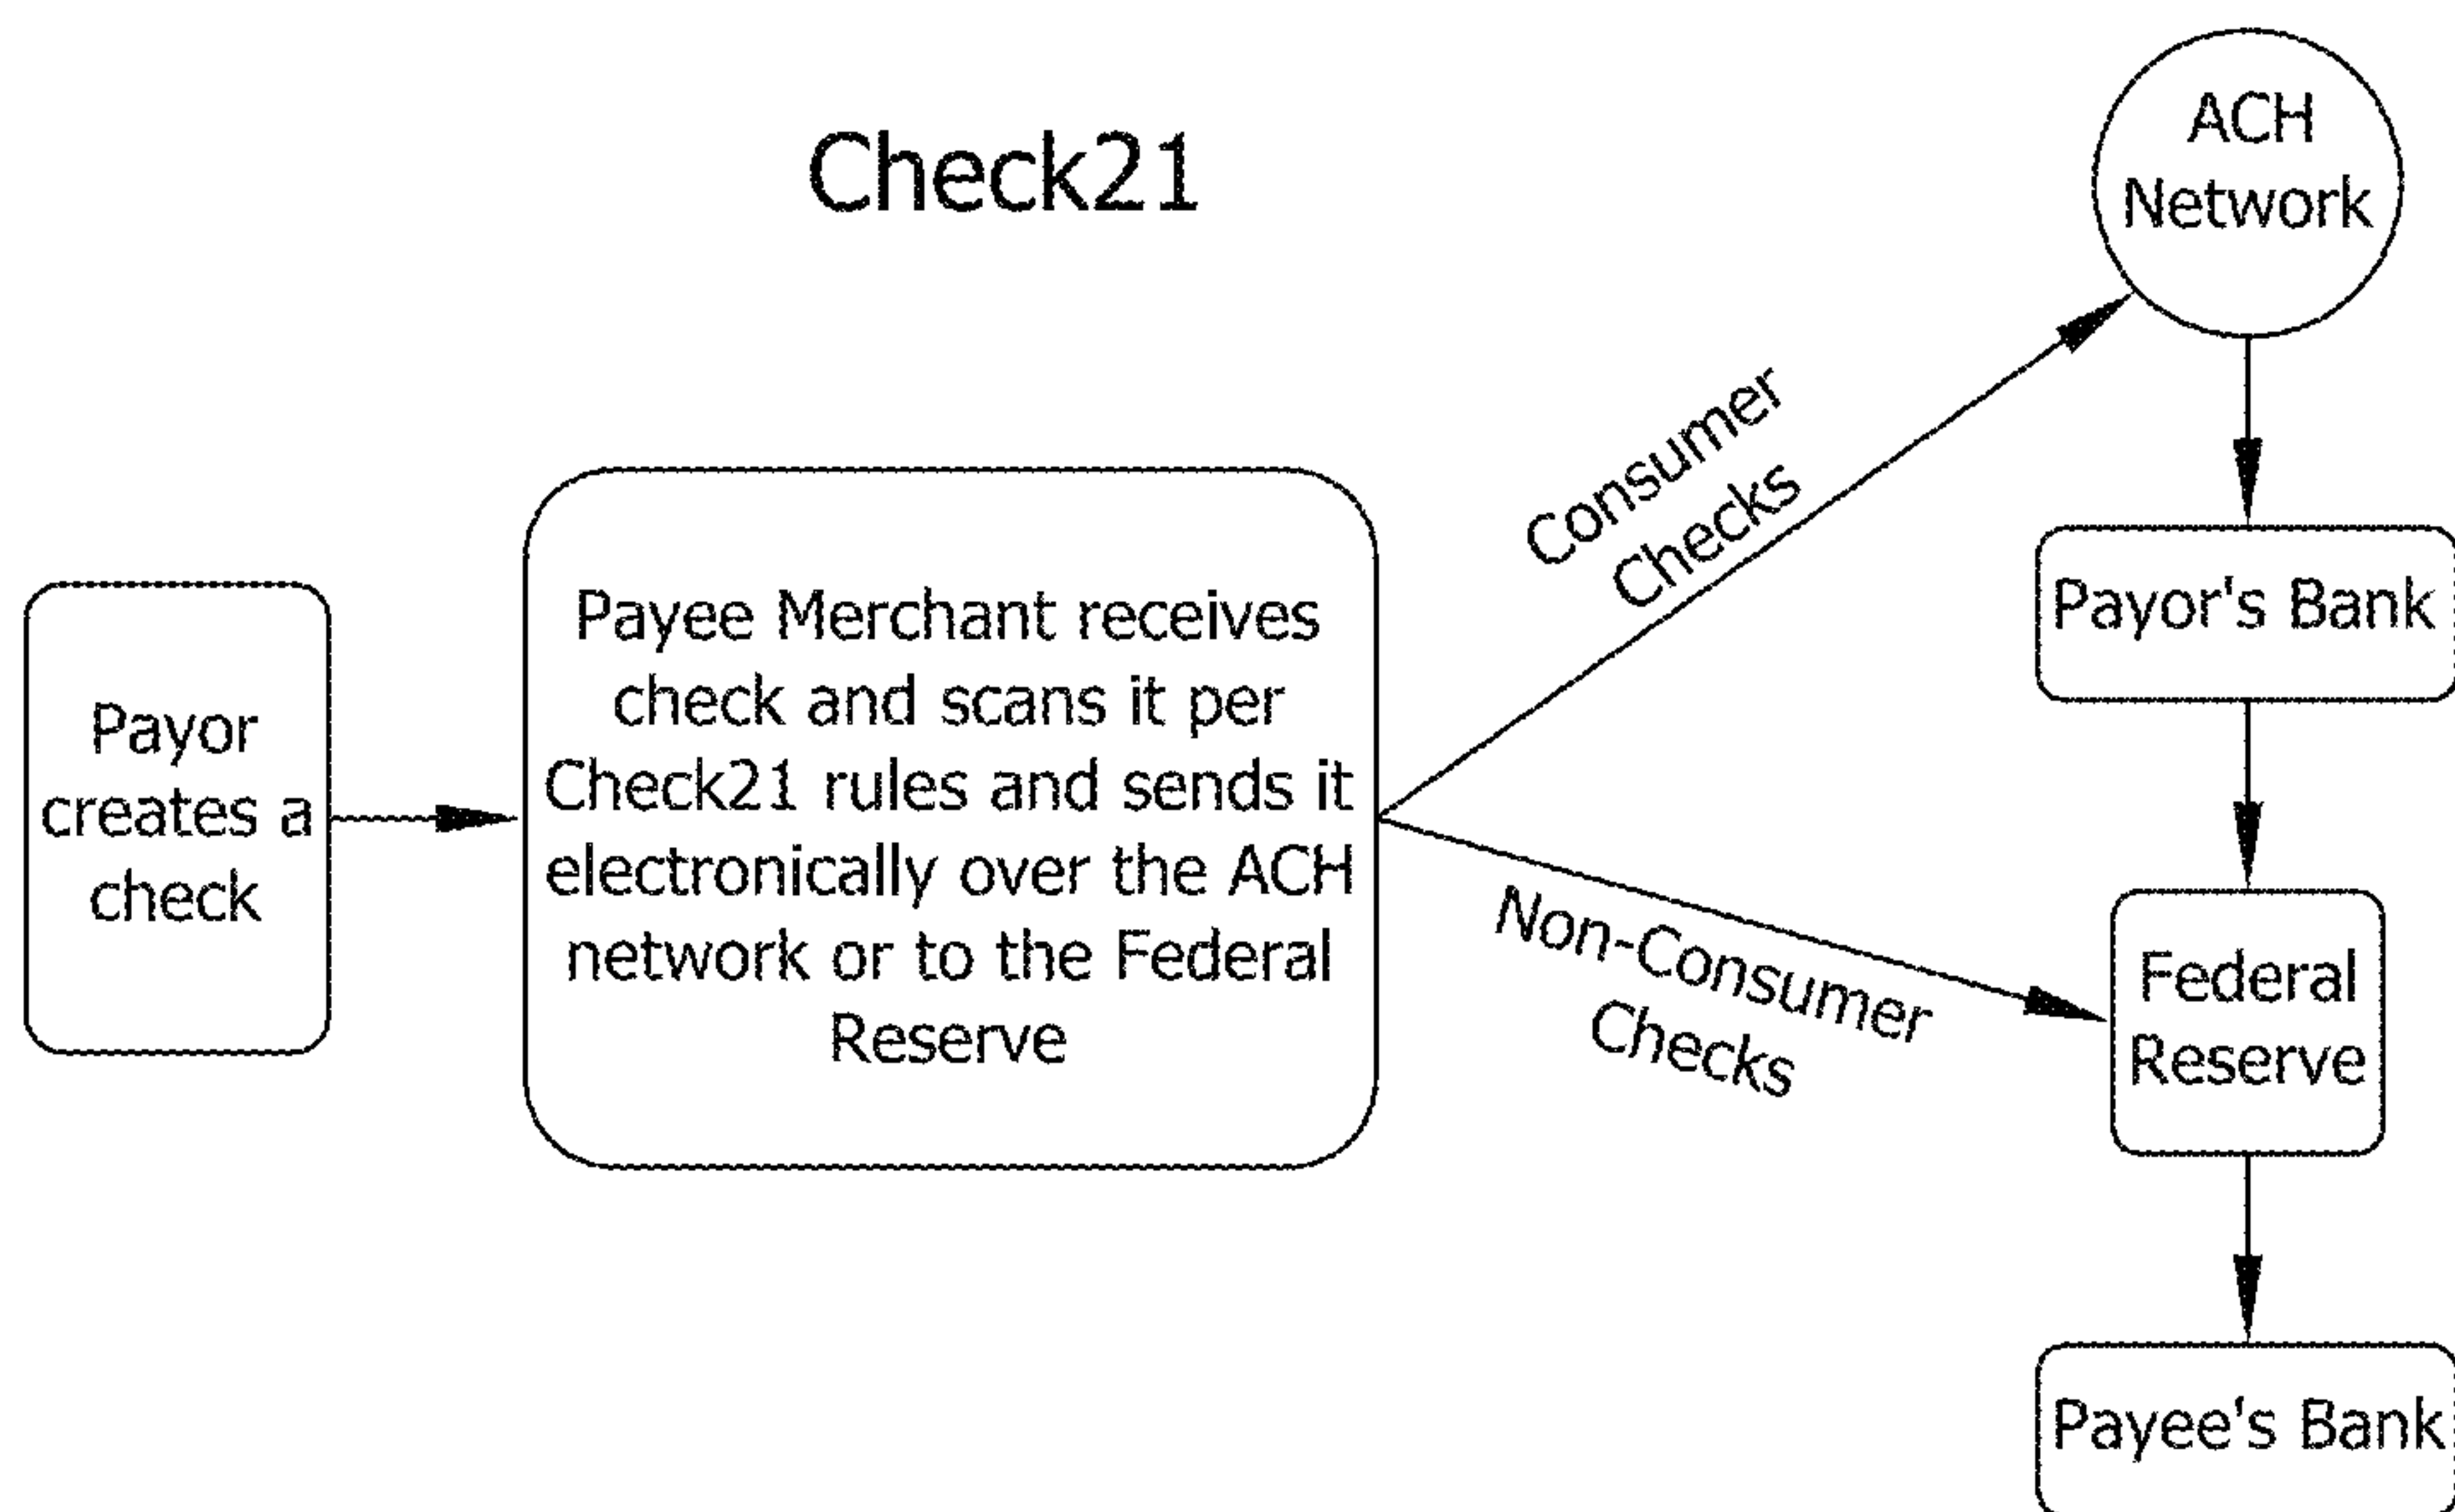 Check21
Payor
creates a
check
Payee Merchant receives
check and scans it per
Check21 rules and sends it
electronically over the ACH
network or to the Federal
Reserve
Consumer
Checks
Non-Consumer
Checks
ACH
Network
Payor's Bank
Federal
Reserve
Payee's Bank